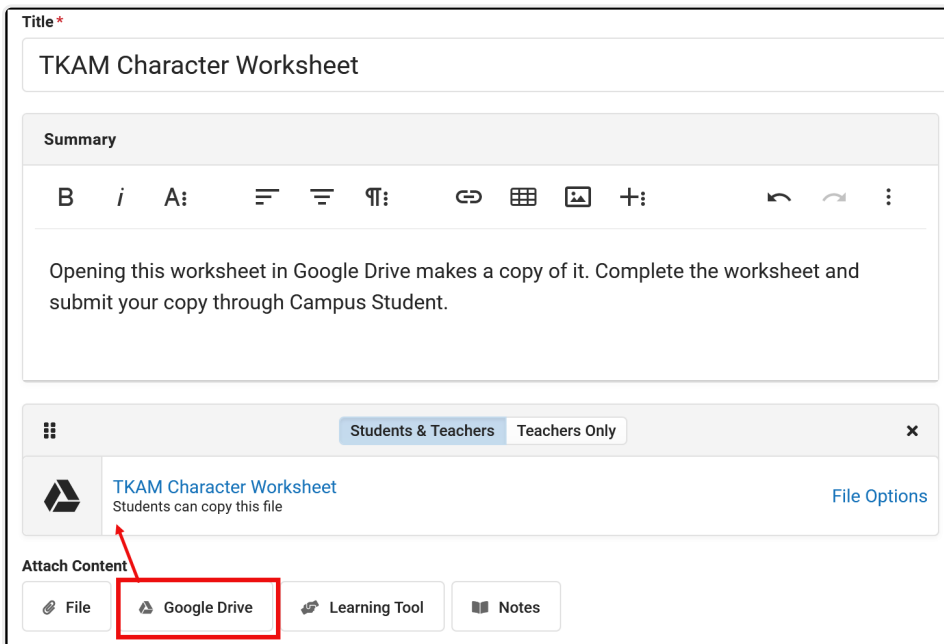 Title*
TKAM Character Worksheet
Summary
B i A
Opening this worksheet in Google Drive makes a copy of it. Complete the worksheet and
submit your copy through Campus Student.
Students & Teachers Teachers Only
TKAM Character Worksheet
Students can copy this file
File Options
Attach Content
File Google Drive Learning Tool Notes